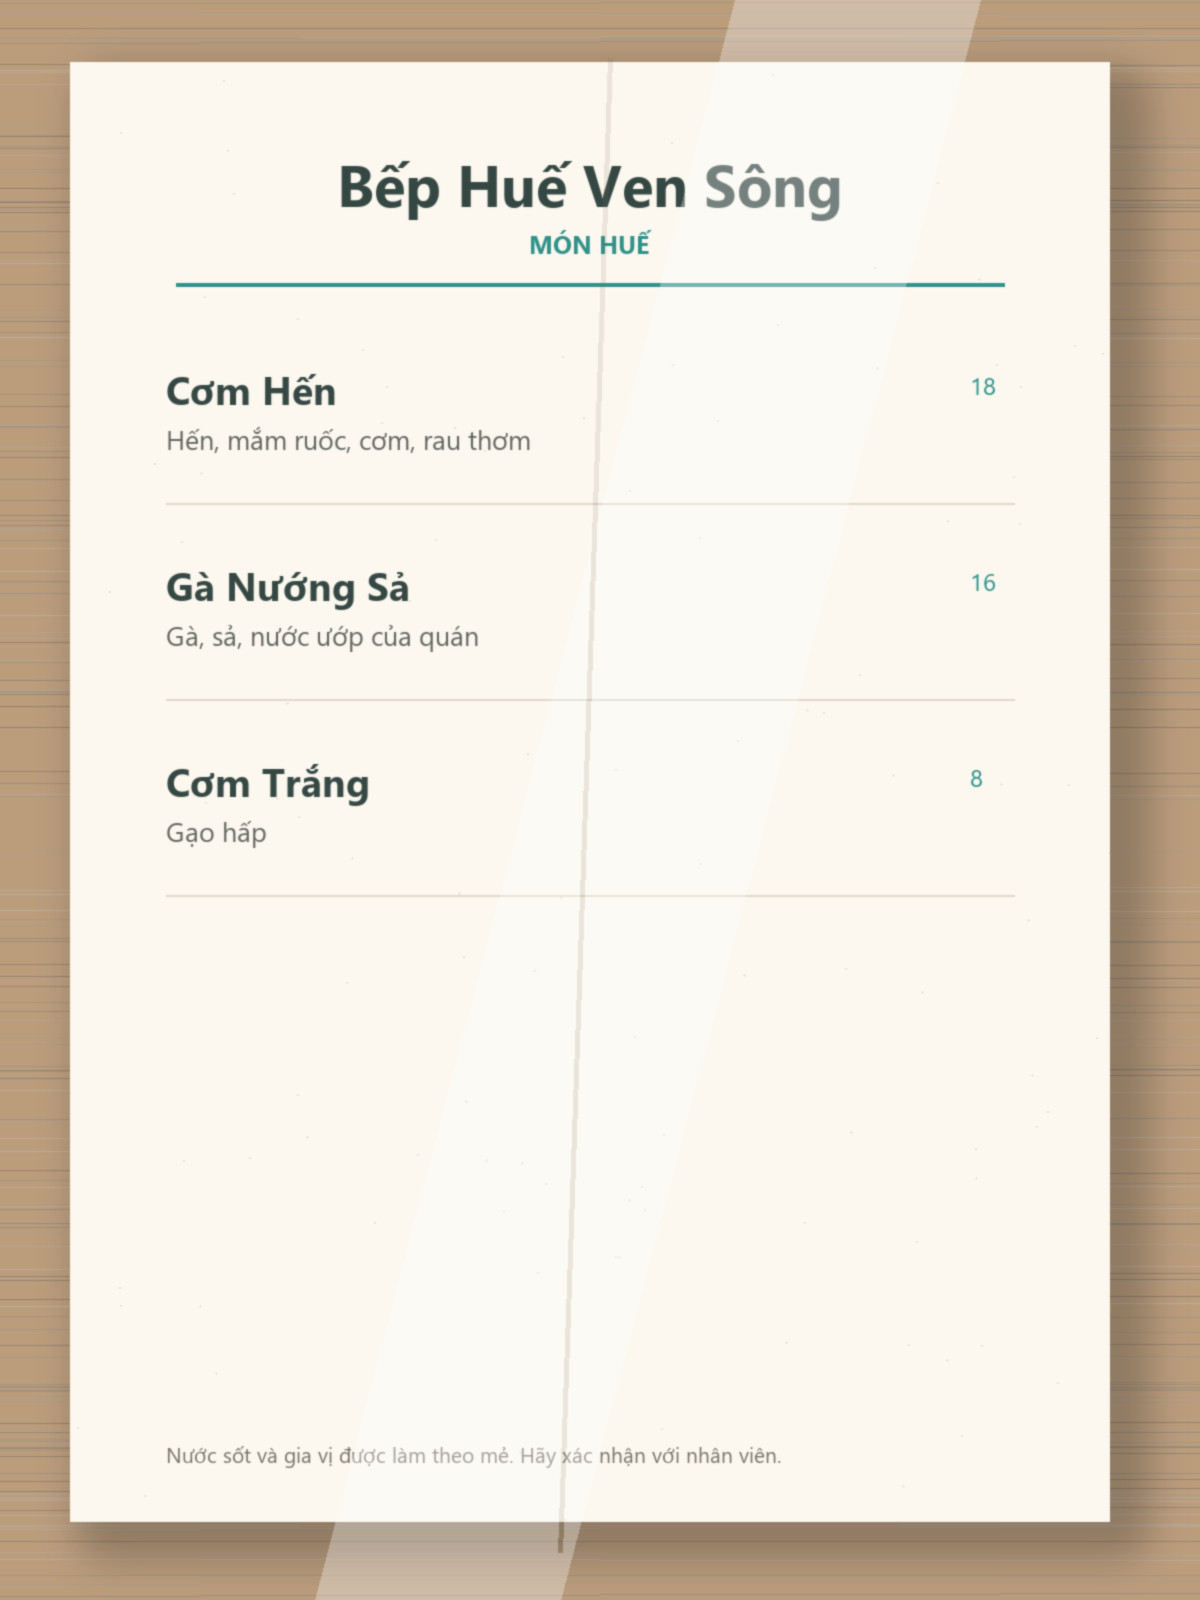 Bếp Huế Ven Sông
MÓN HUẾ
Cơm Hến 18
Hến, mắm ruốc, cơm, rau thơm
Gà Nướng Sả 16
Gà, sả, nước ướp của quán
Cơm Trắng 8
Gạo hấp
Nước sốt và gia vị được làm theo mẻ. Hãy xác nhận với nhân viên.